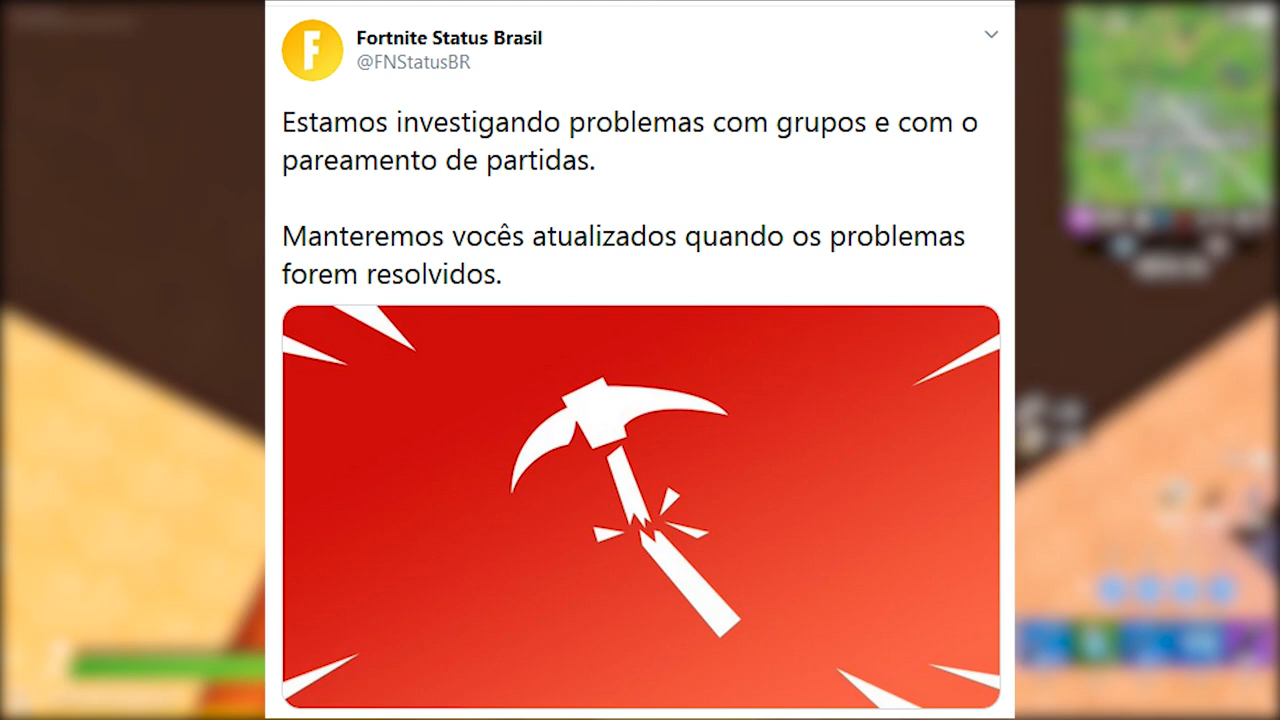 Fortnite Status Brasil
@FNStatusBR
Estamos investigando problemas com grupos e com o
pareamento de partidas.
Manteremos vocês atualizados quando os problemas
forem resolvidos.